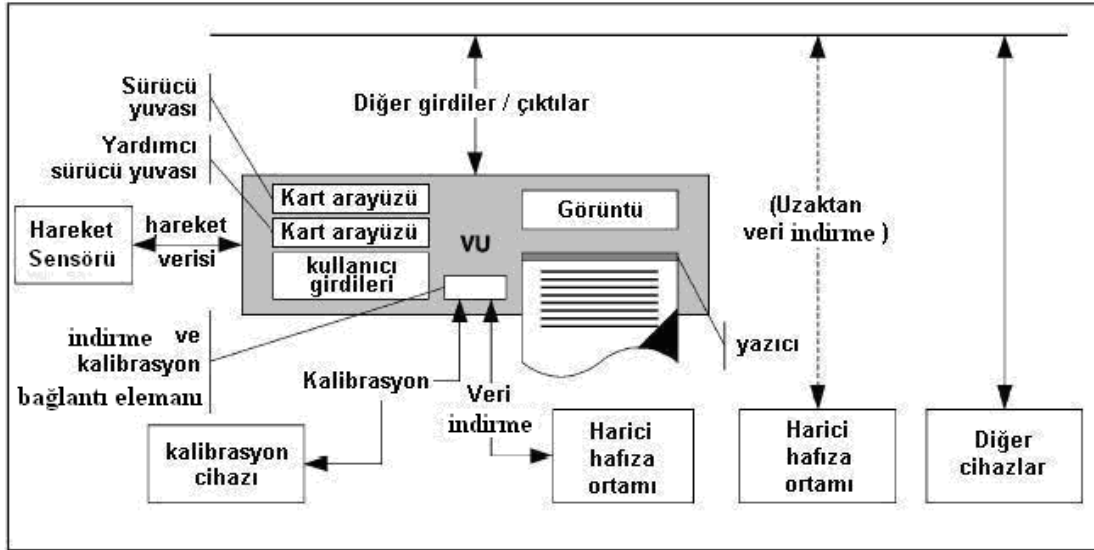 Sürücü
yuvası
Yardımcı
sürücü yuvası
Diğer girdiler / çıktılar
Kart arayüzü
Kart arayüzü
kullanıcı
girdileri
VU
Görüntü
Hareket
Sensörü
hareket
verisi
(Uzaktan
veri indirme )
indirme ve
kalibrasyon
bağlantı elemanı
Kalibrasyon
Veri
indirme
yazıcı
kalibrasyon
cihazı
Harici
hafıza
ortamı
Harici
hafıza
ortamı
Diğer
cihazlar